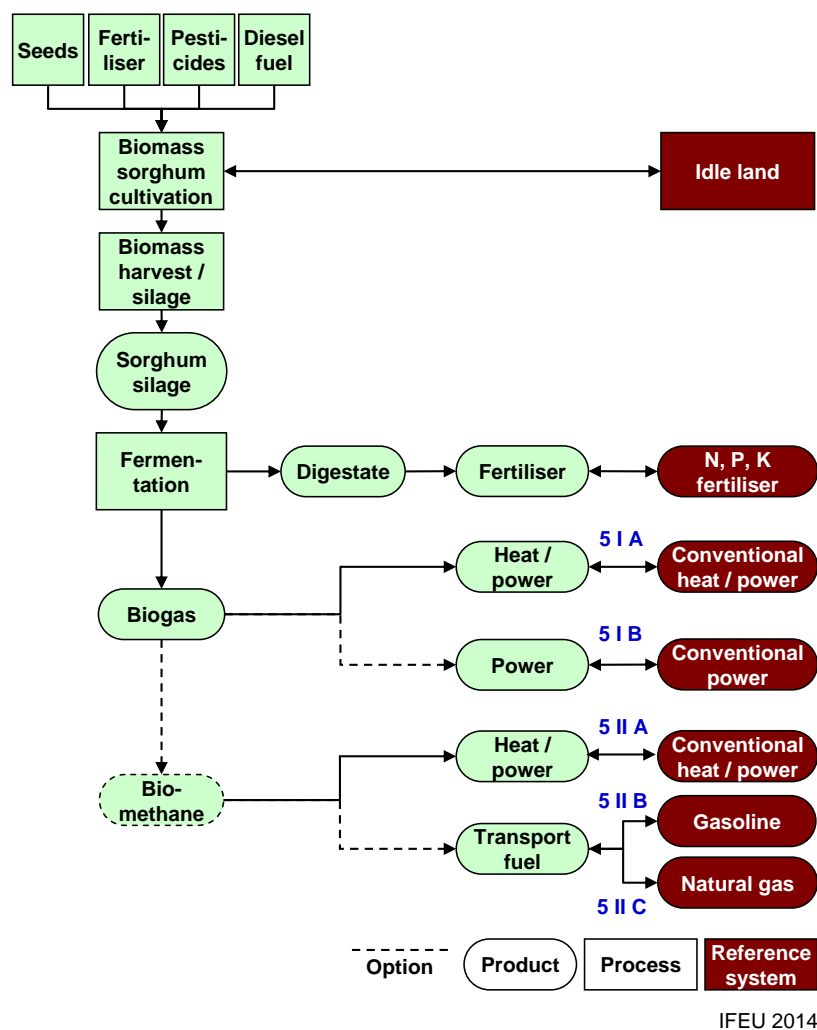 Seeds
Ferti-
liser
Pesti-
cides
Diesel
fuel
Biomass
sorghum
cultivation
Idle land
Biomass
harvest /
silage
Sorghum
silage
Fermen-
tation
Digestate
Fertiliser
N, P, K
fertiliser
Biogas
Heat /
power
5 I A
Conventional
heat / power
Power
5 I B
Conventional
power
Bio-
methane
Heat /
power
5 II A
Conventional
heat / power
Transport
fuel
5 II B
Gasoline
Natural gas
5 II C
Option
Product
Process
Reference
system
IFEU 2014